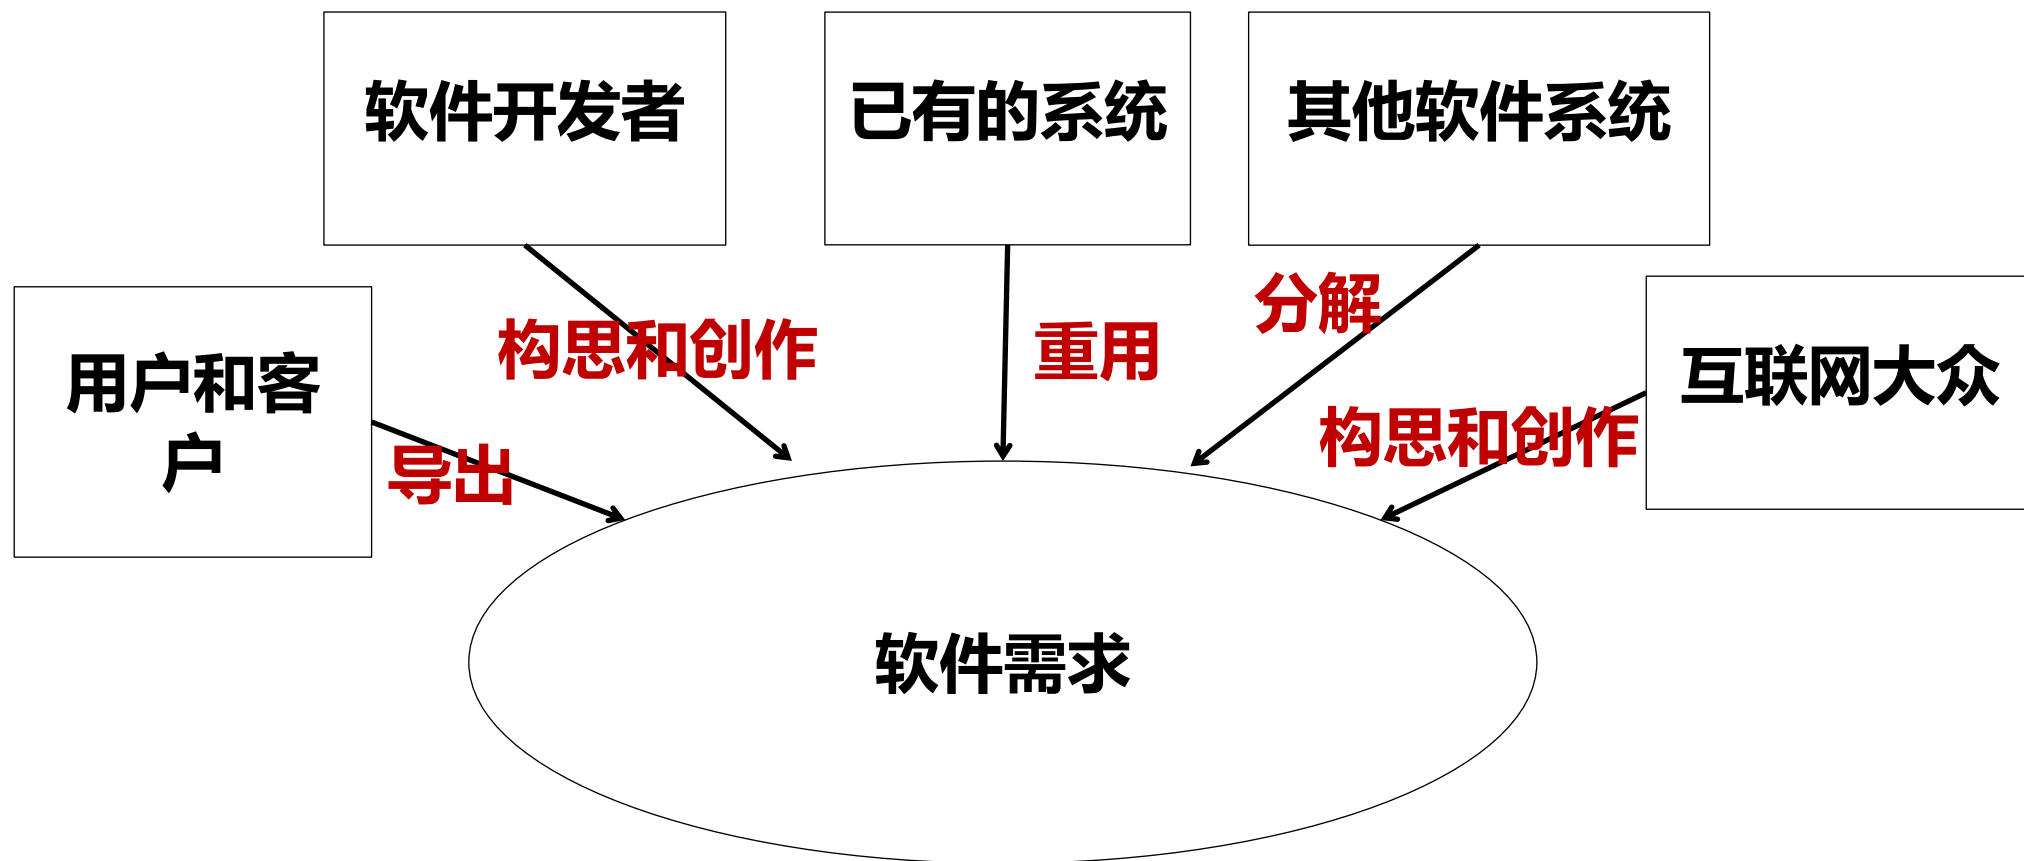 软件开发者
已有的系统
其他软件系统
用户和客
户
构思和创作
重用
分解
互联网大众
导出
构思和创作
软件需求